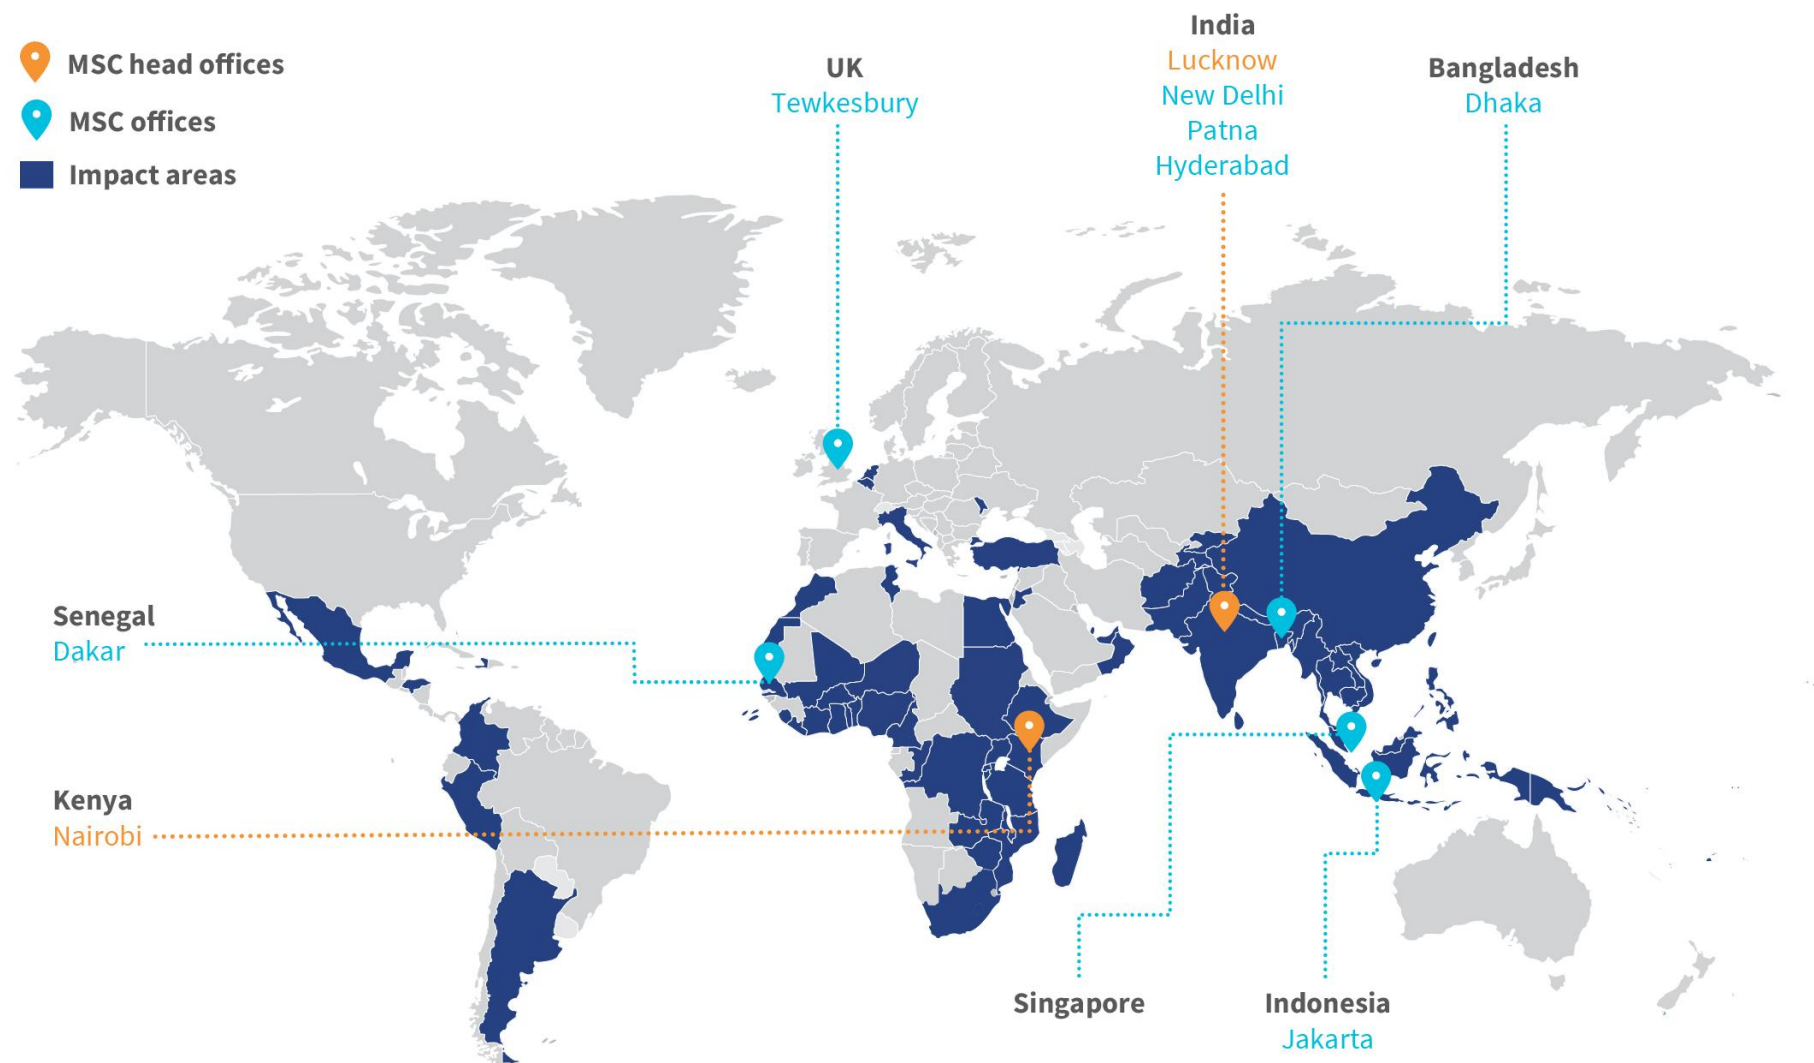 MSC head offices
MSC offices
Impact areas
UK
Tewkesbury
India
Lucknow
New Delhi
Patna
Hyderabad
Bangladesh
Dhaka
Senegal
Dakar
Kenya
Nairobi
Singapore
Indonesia
Jakarta